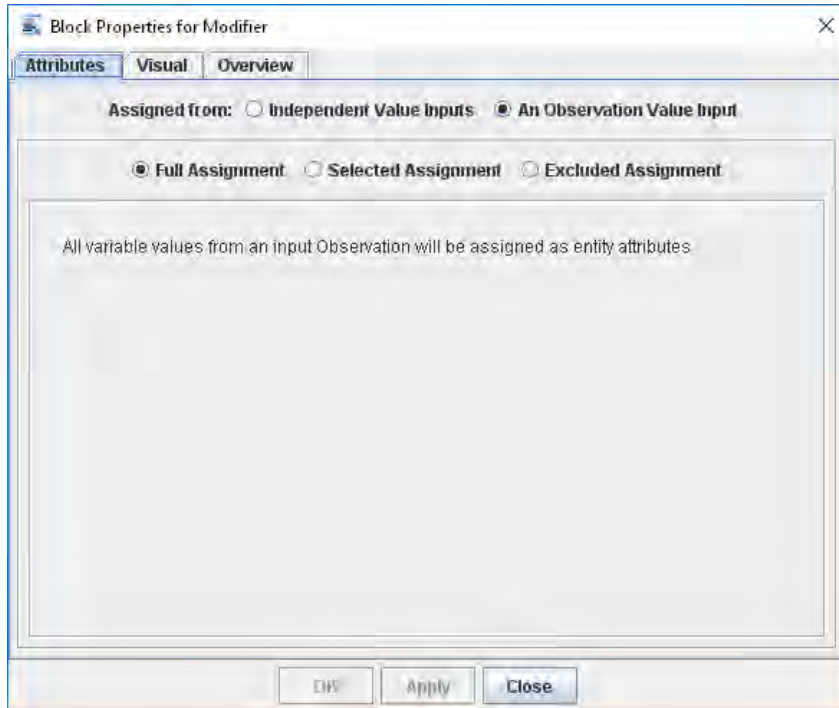 Block Properties for Modifier
Attributes Visual Overview
Assigned from: Independent Value Inputs An Observation Value Input
Full Assignment Selected Assignment Excluded Assignment
All variable values from an input Observation will be assigned as entity attributes
OK Apply Close